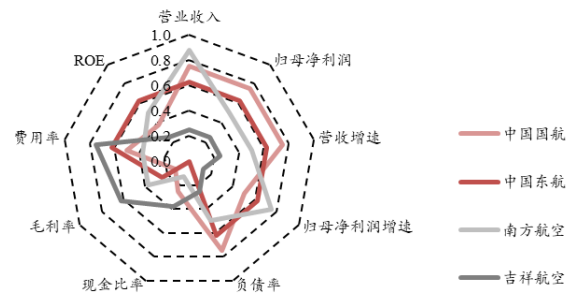 营业收入
1.0
归母净利润
ROE
0.8
0.6
0.4
0.2
0.0
费用率
营收增速
毛利率
归母净利润增速
现金比率
负债率
中国国航
中国东航
南方航空
吉祥航空